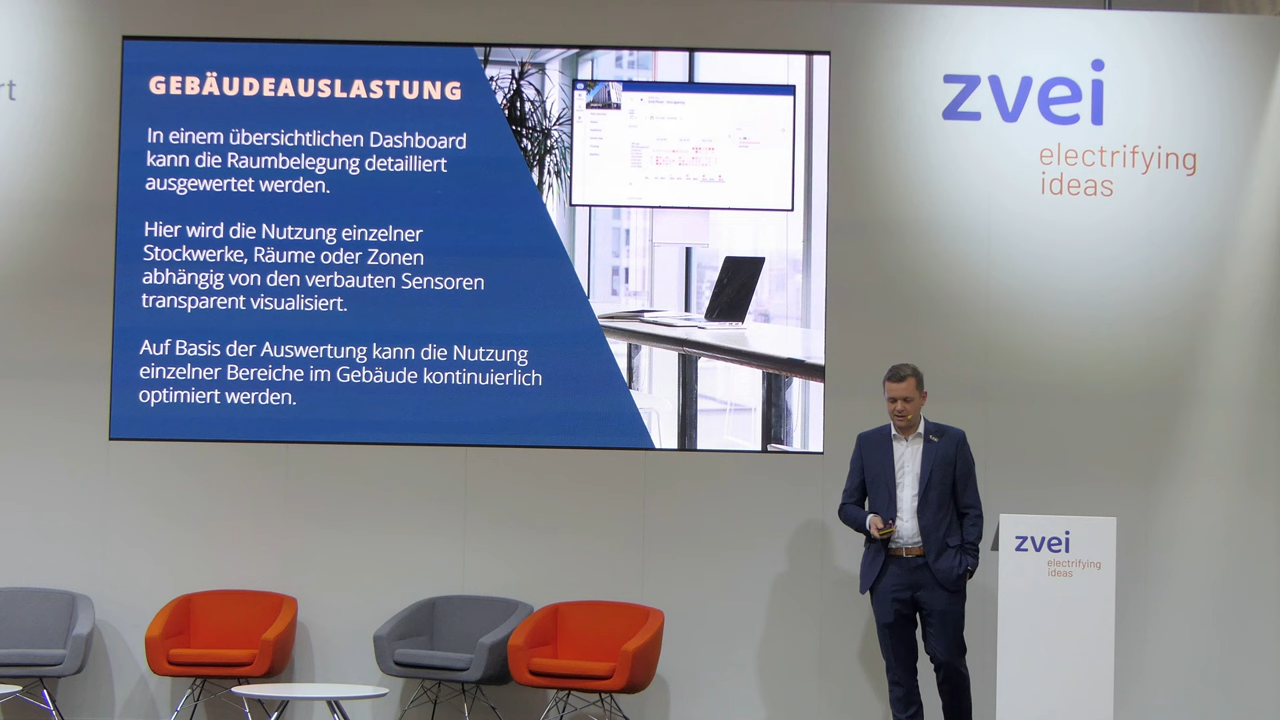 rt
GEBÄUDEAUSLASTUNG
In einem übersichtlichen Dashboard
kann die Raumbelegung detailliert
ausgewertet werden.
Hier wird die Nutzung einzelner
Stockwerke, Räume oder Zonen
abhängig von den verbauten Sensoren
transparent visualisiert.
Auf Basis der Auswertung kann die Nutzung
einzelner Bereiche im Gebäude kontinuierlich
optimiert werden.
zvei
electrifying
ideas
zvei
electrifying
ideas